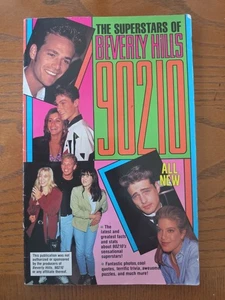 THE SUPERSTARS OF
BEVERLY HILLS
90210
ALL
NEW
• The
latest and
greatest facts
and stats
about 90210's
sensational
superstars!
• Fantastic photos, cool
quotes, terrific trivia, awesome
puzzles, and much more!
This publication was not
authorized or sponsored
by the producers of
Beverly Hills, 90210
or any affiliate thereof.